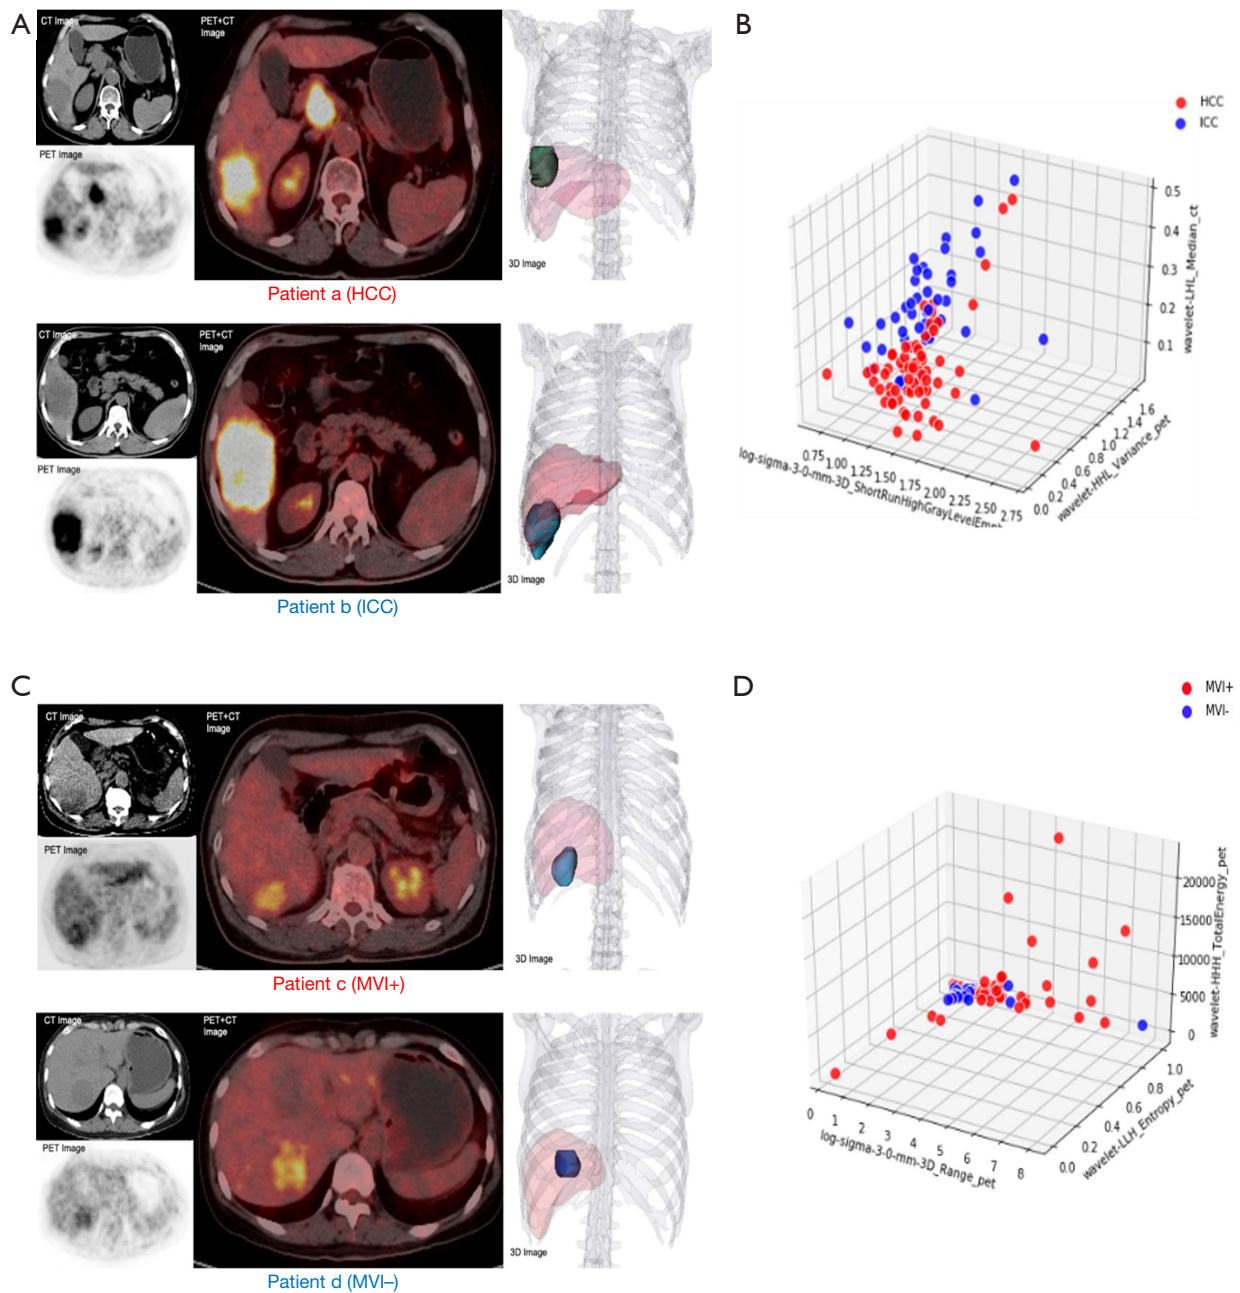 A
CT Image
PET+CT
Image
PET Image
3D Image
Patient a (HCC)
CT Image
PET+CT
Image
PET Image
3D Image
Patient b (ICC)
B
HCC
ICC
0.5
0.4
0.3
0.2
0.1
wavelet-LHL_Median_ct
1.6
1.4
1.2
1.0
0.8
0.6
0.4
0.2
0.0
wavelet-HHL_Variance_pet
0.75
1.00
1.25
1.50
1.75
2.00
2.25
2.50
2.75
log-sigma-3-0-mm-3D_ShortRunHighGrayLevelEmph
C
CT Image
PET+CT
Image
PET Image
3D Image
Patient c (MVI+)
CT Image
PET+CT
Image
PET Image
3D Image
Patient d (MVI–)
D
MVI+
MVI-
20000
15000
10000
5000
0
wavelet-HHH_TotalEnergy_pet
1.0
0.8
0.6
0.4
0.2
0.0
wavelet-LLH_Entropy_pet
0
1
2
3
4
5
6
7
8
log-sigma-3-0-mm-3D_Range_pet